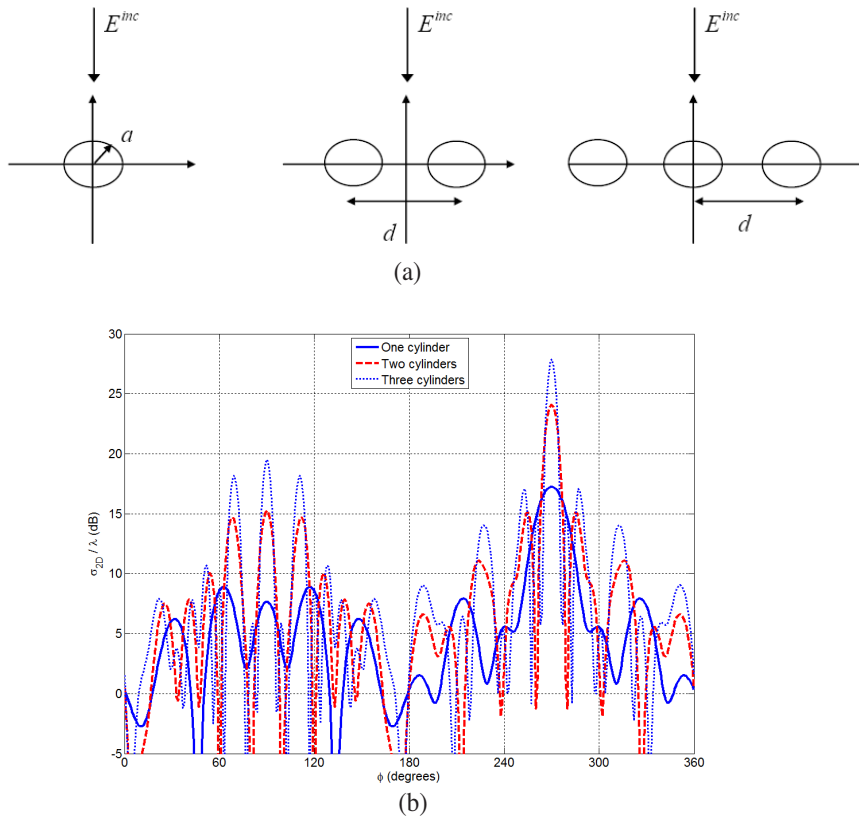 E^inc E^inc E^inc
a
d d
(a)
30
One cylinder
Two cylinders
Three cylinders
25
20
15
10
5
0
-5
σ2D / λ (dB)
0 60 120 180 240 300 360
ϕ (degrees)
(b)